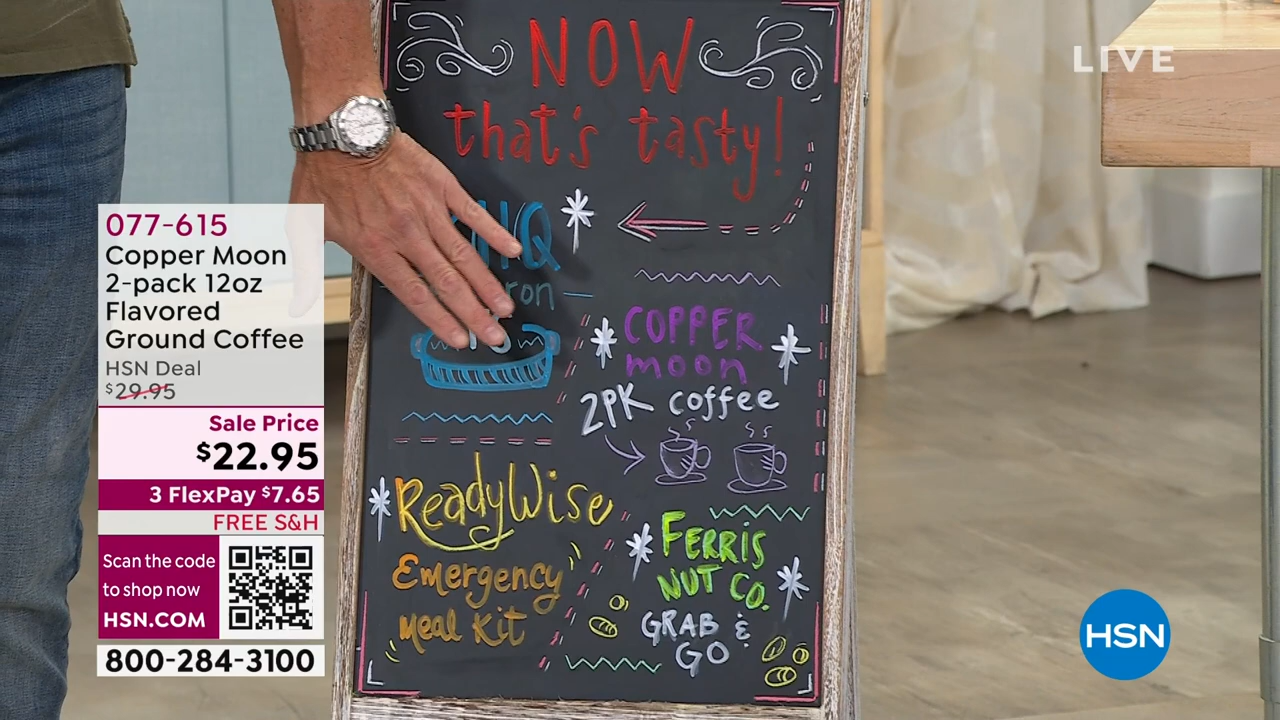 LIVE
NOW
that's tasty!
COPPER
moon
2PK coffee
ReadyWise
Emergency
meal Kit
FERRIS
NUT CO.
GRAB &
GO
077-615
Copper Moon
2-pack 12oz
Flavored
Ground Coffee
HSN Deal
$29.95
Sale Price
$22.95
3 FlexPay $7.65
FREE S&H
Scan the code
to shop now
HSN.COM
800-284-3100
HSN